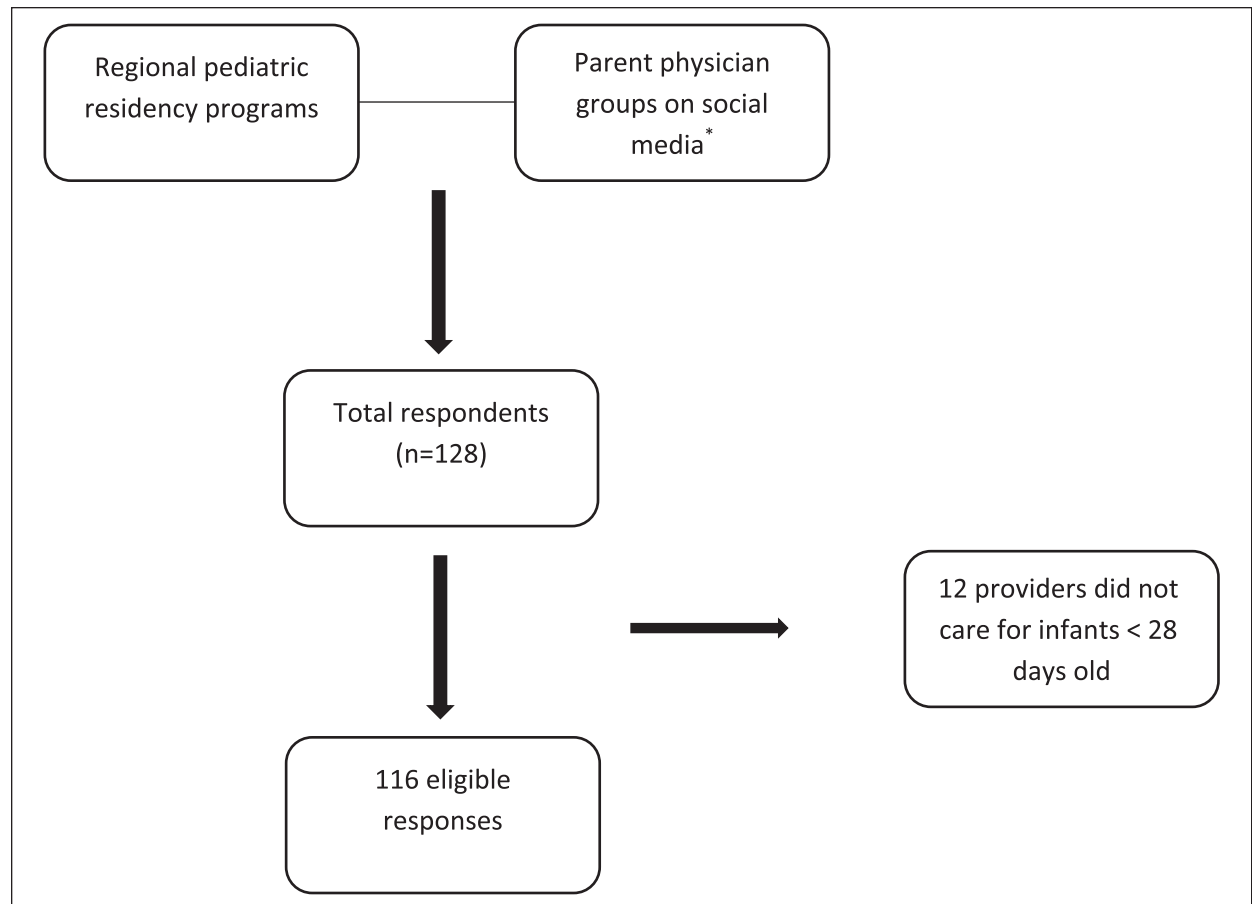 Regional pediatric
residency programs
Parent physician
groups on social
media*
Total respondents
(n=128)
12 providers did not
care for infants < 28
days old
116 eligible
responses